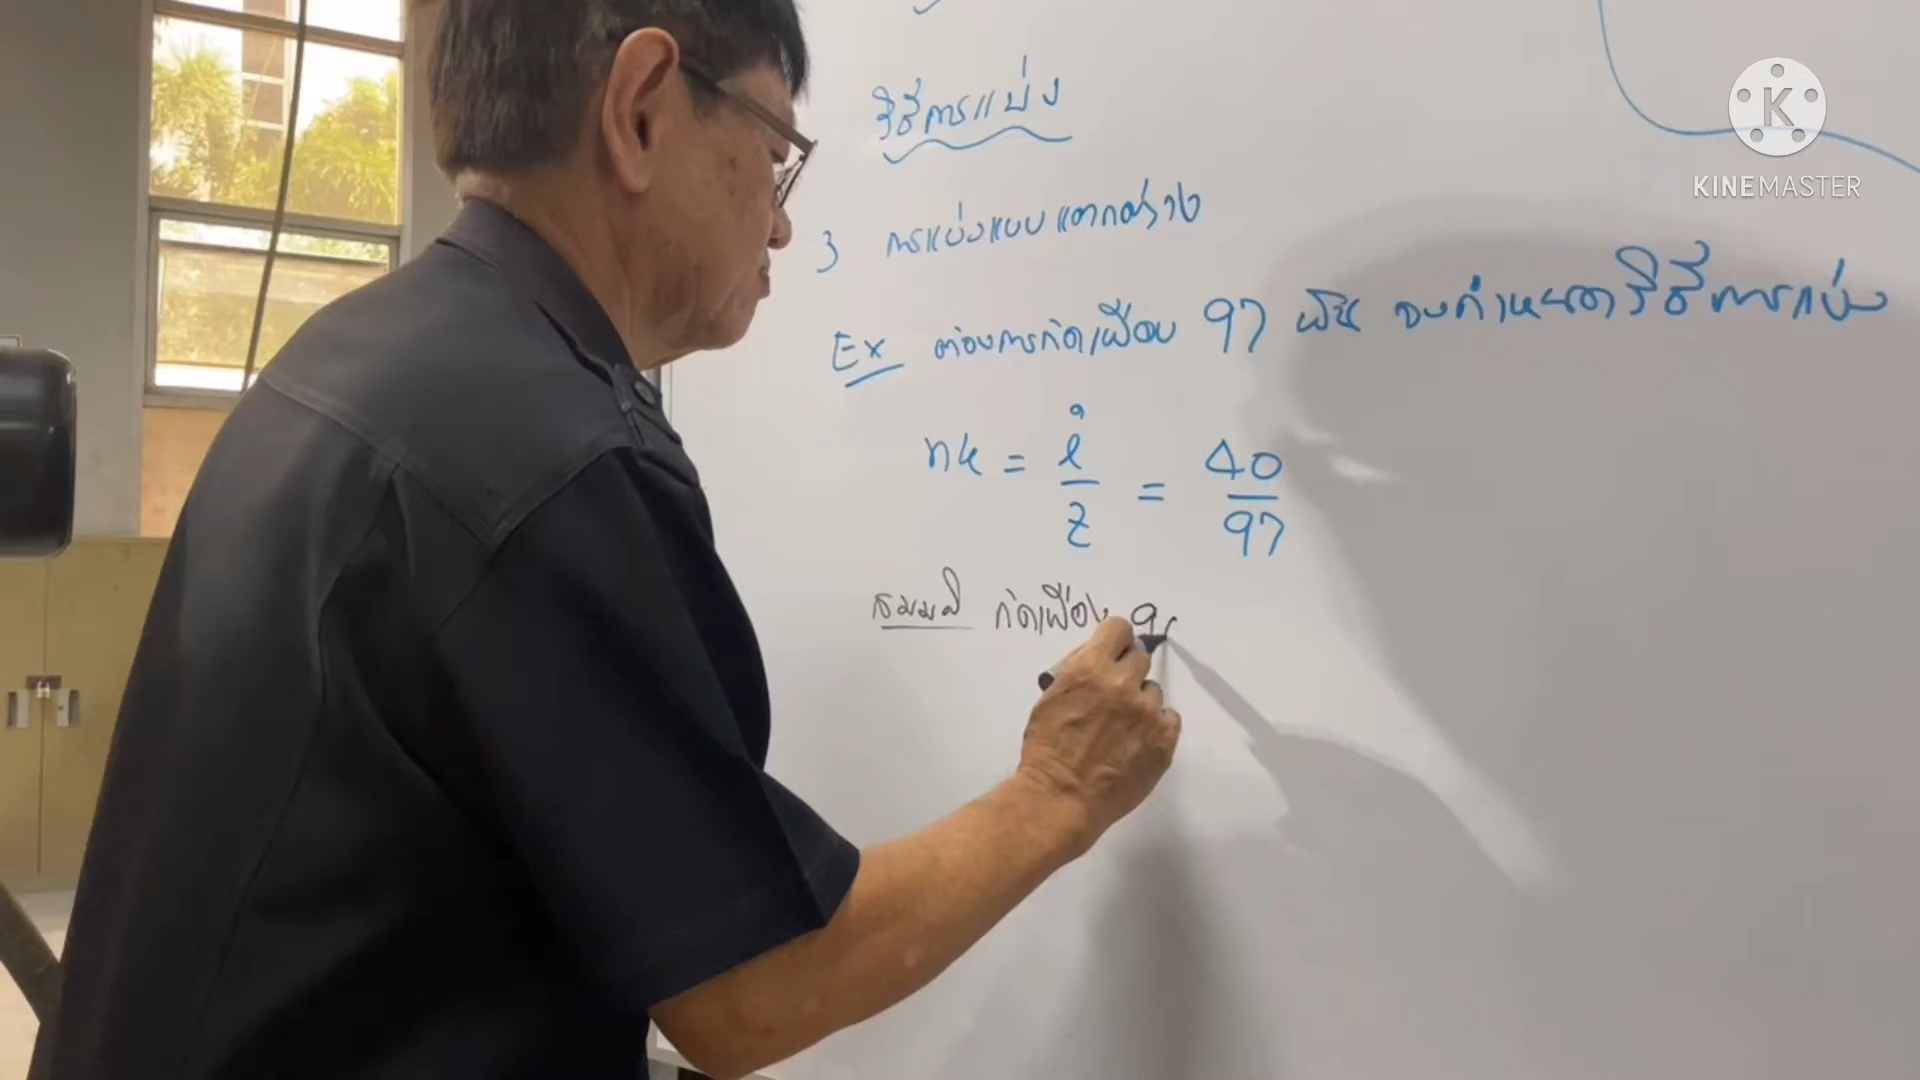 วิธีการแบ่ง
3 การแบ่งแบบแตกต่าง
Ex ต้องการกัดเฟือง 97 ฟัน จงกำหนดวิธีการแบ่ง
nk = i/z = 40/97
สมมติ กัดเฟือง 9
K
KINEMASTER